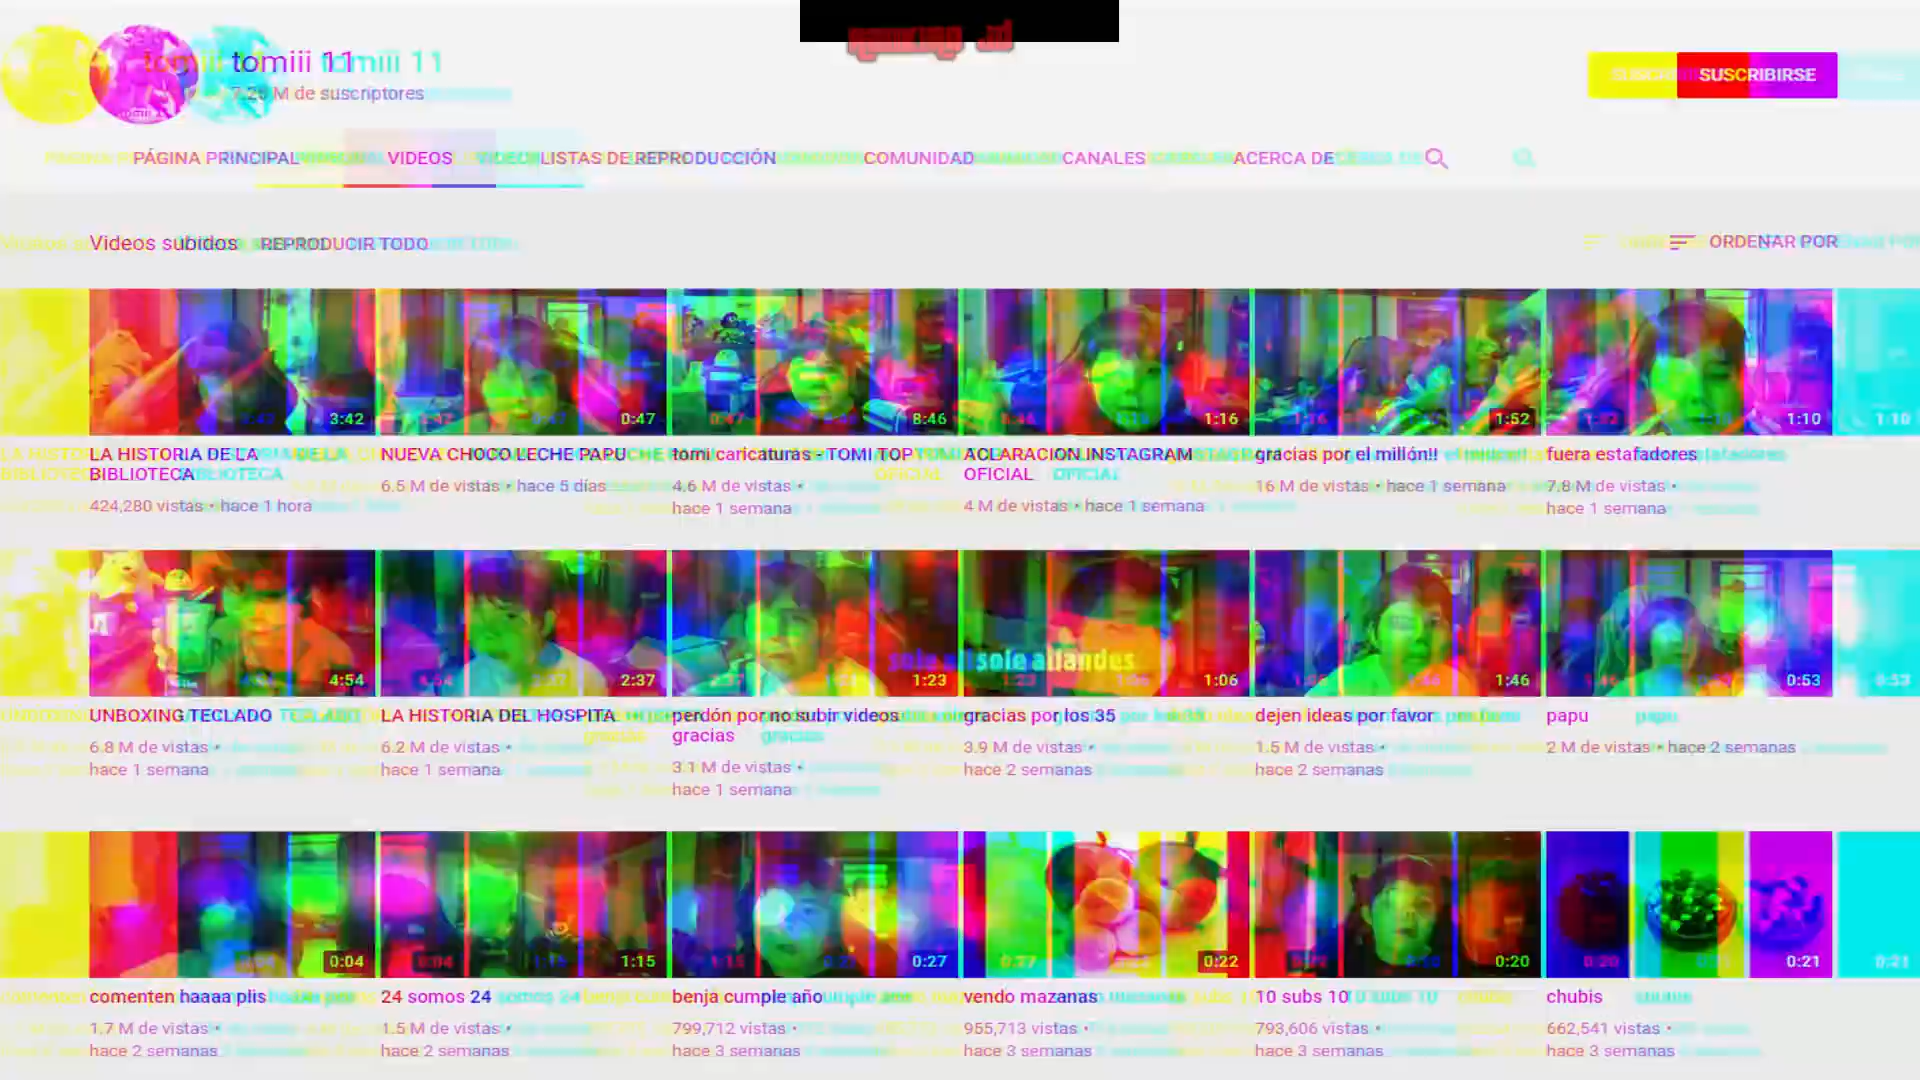 tomiii 11
7.26 M de suscriptores
SUSCRIBIRSE
PÁGINA PRINCIPAL VIDEOS LISTAS DE REPRODUCCIÓN COMUNIDAD CANALES ACERCA DE
Videos subidos REPRODUCIR TODO ORDENAR POR
3:42 0:47 8:46 1:16 1:52 1:10
LA HISTORIA DE LA BIBLIOTECA
424,280 vistas • hace 1 hora
NUEVA CHOCO LECHE PAPU
6.5 M de vistas • hace 5 días
tomi caricaturas - TOMI TOP
4.6 M de vistas •
hace 1 semana
ACLARACION INSTAGRAM
OFICIAL
4 M de vistas • hace 1 semana
gracias por el millón!!
16 M de vistas • hace 1 semana
fuera estafadores
7.8 M de vistas •
hace 1 semana
4:54 2:37 1:23 1:06 1:46 0:53
UNBOXING TECLADO
6.8 M de vistas •
hace 1 semana
LA HISTORIA DEL HOSPITA
6.2 M de vistas •
hace 1 semana
perdón por no subir videos
gracias
3.1 M de vistas •
hace 1 semana
gracias por los 35
3.9 M de vistas •
hace 2 semanas
dejen ideas por favor
1.5 M de vistas •
hace 2 semanas
papu
2 M de vistas • hace 2 semanas
0:04 1:15 0:27 0:22 0:20 0:21
comenten haaaa plis
1.7 M de vistas •
hace 2 semanas
24 somos 24
1.5 M de vistas •
hace 2 semanas
benja cumple año
799,712 vistas •
hace 3 semanas
vendo mazanas
955,713 vistas •
hace 3 semanas
10 subs 10
793,606 vistas •
hace 3 semanas
chubis
662,541 vistas •
hace 3 semanas